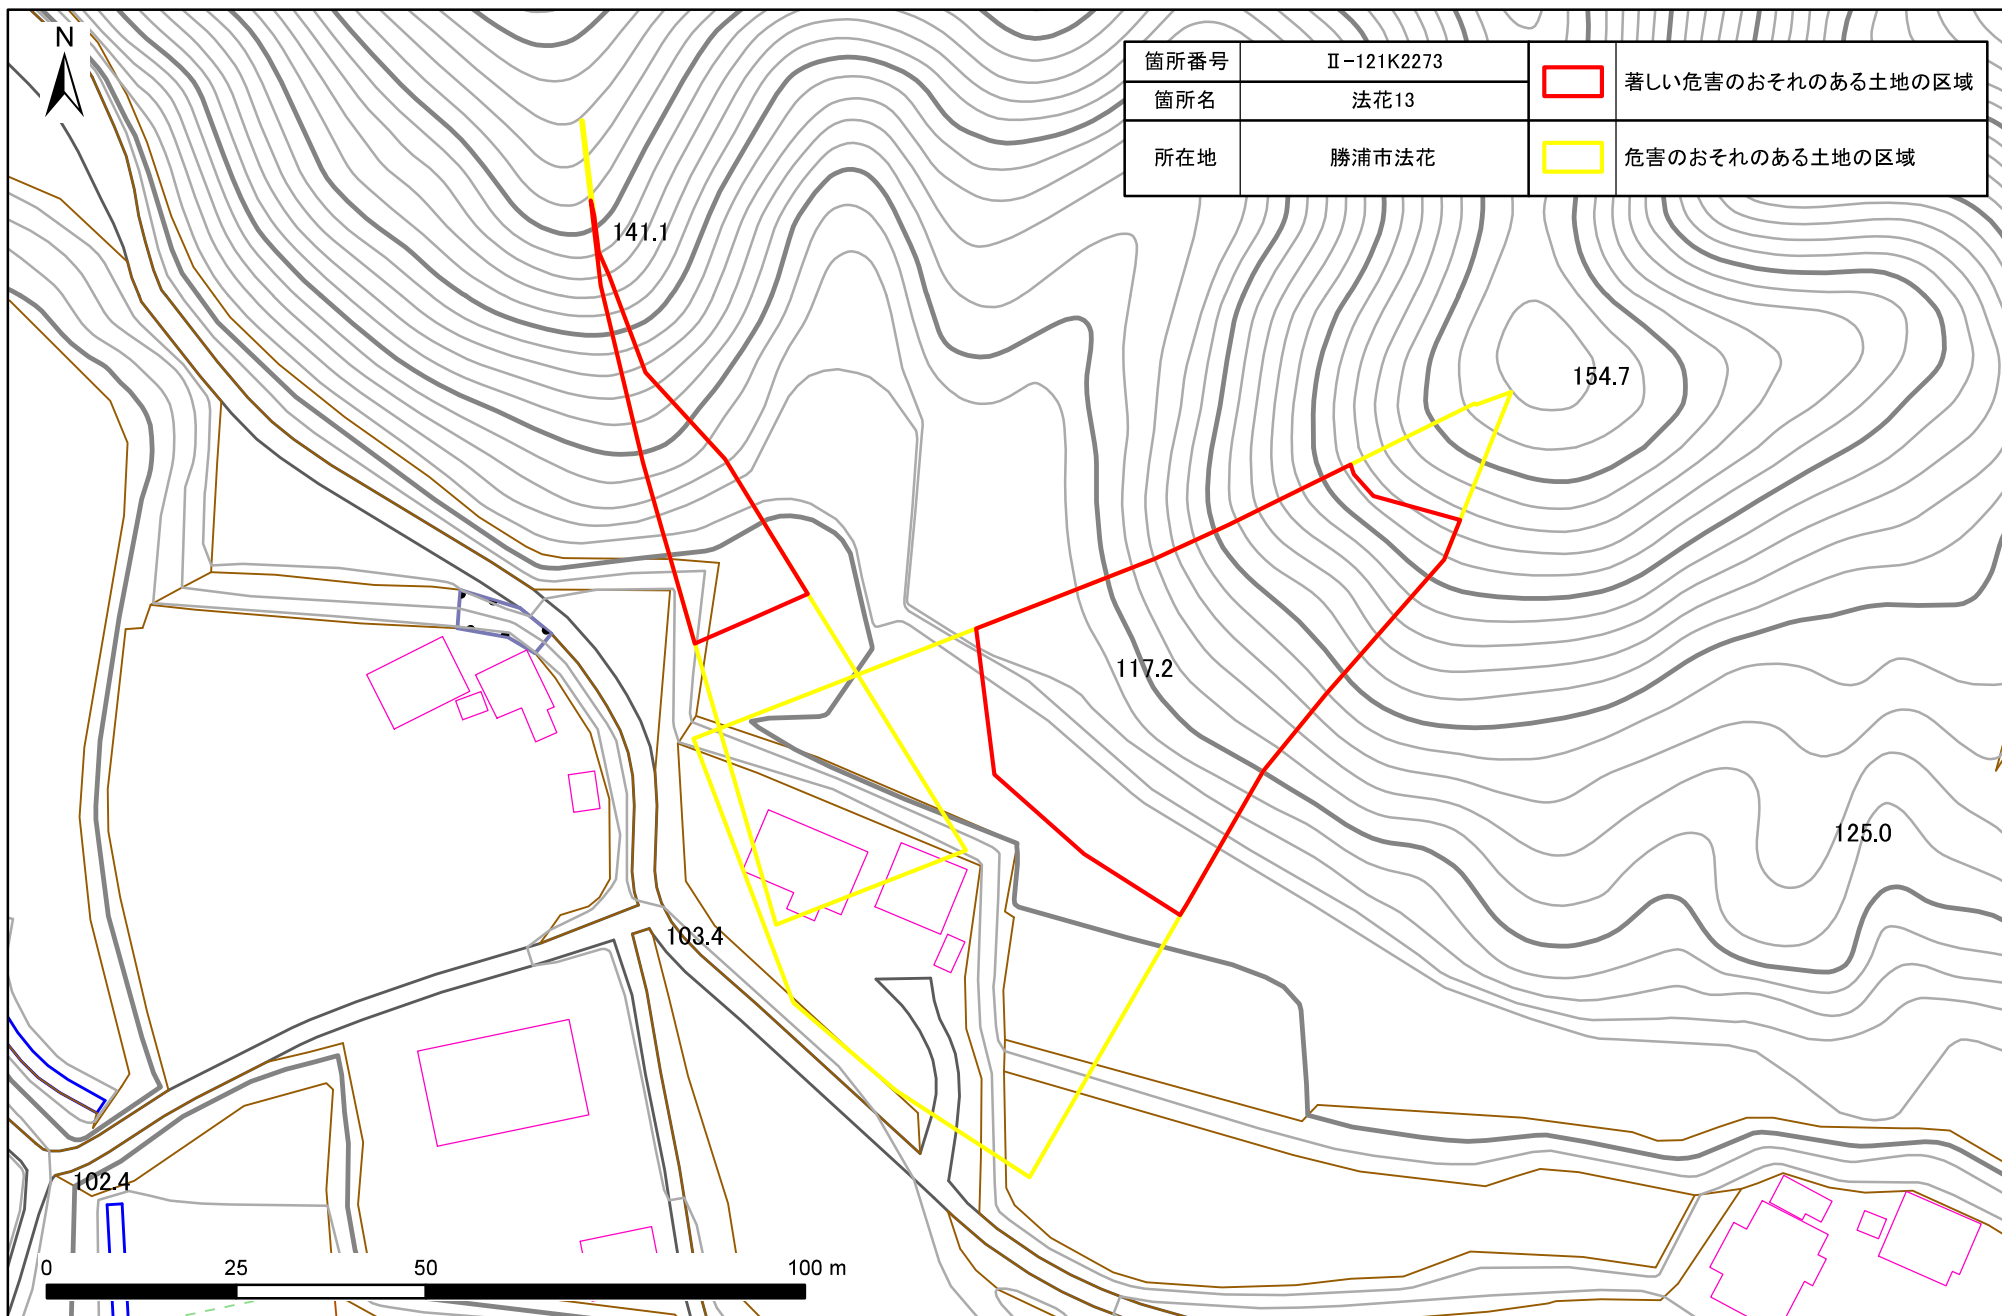 N
箇所番号 Ⅱ-121K2273
著しい危害のおそれのある土地の区域
箇所名 法花13
所在地 勝浦市法花
危害のおそれのある土地の区域
141.1
154.7
117.2
125.0
103.4
102.4
0 25 50 100 m